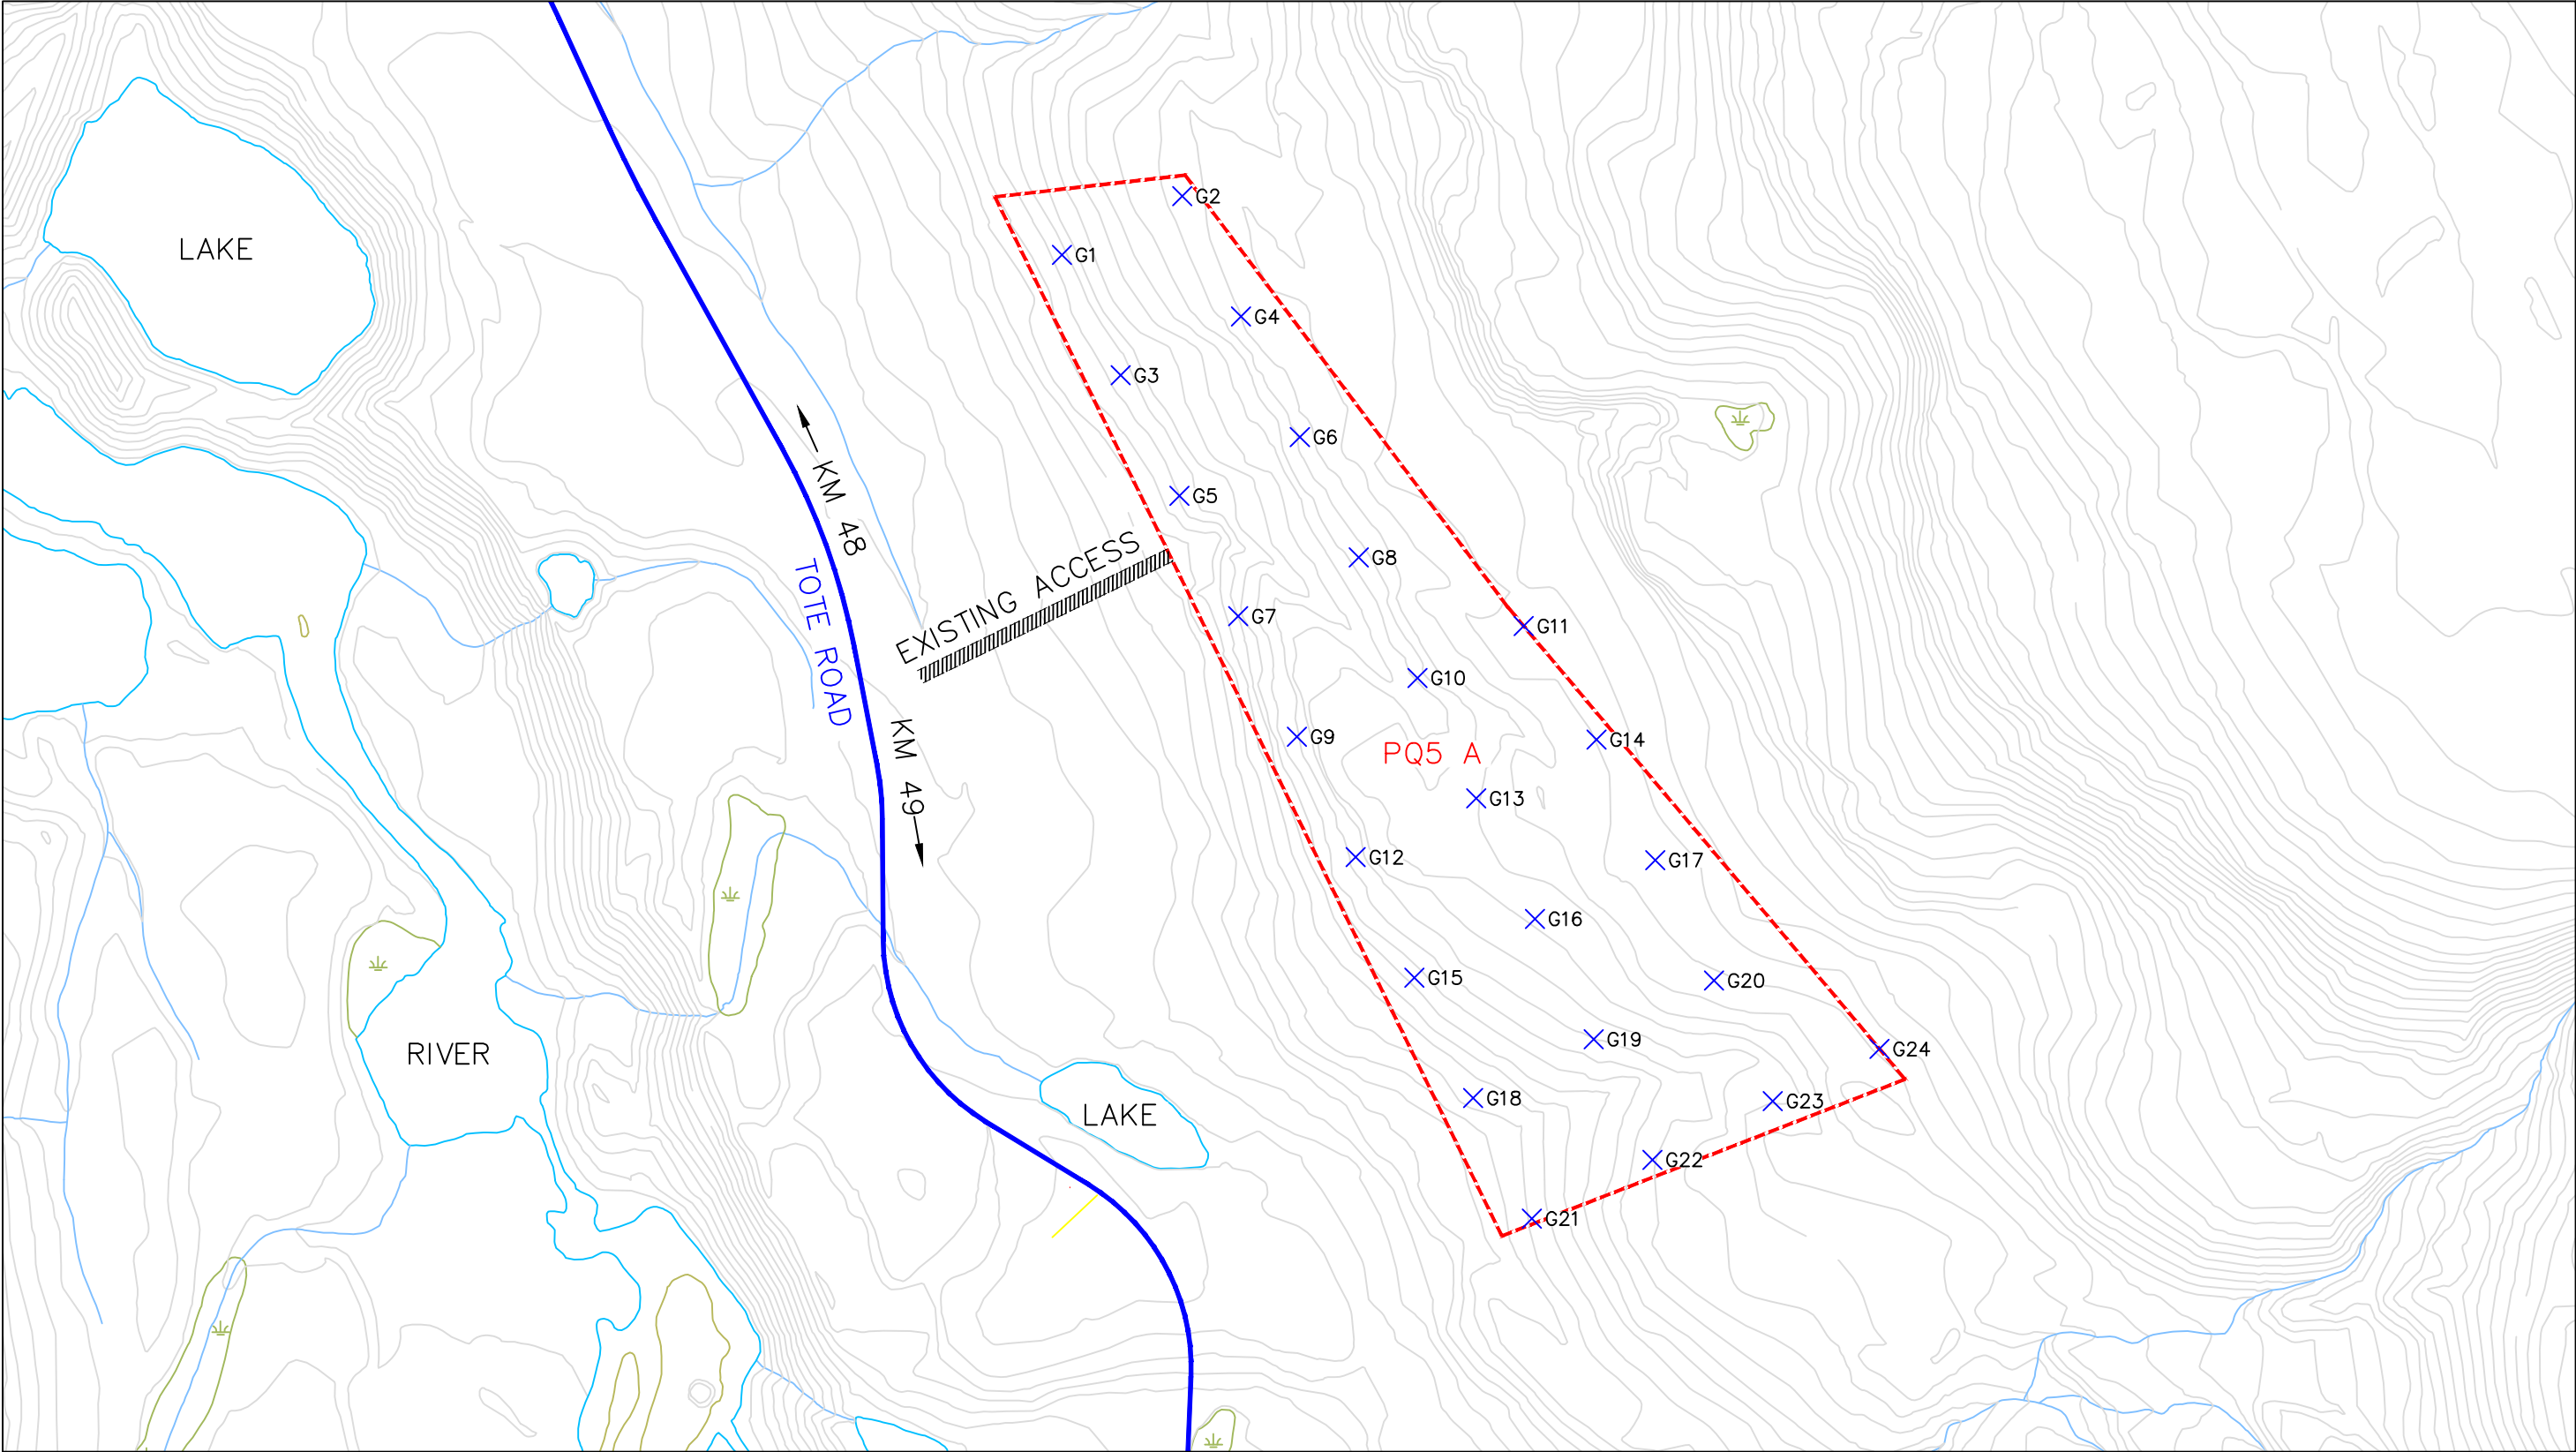 G2
LAKE
G1
G4
G3
G6
KM 48
G5
EXISTING ACCESS
G8
TOTE ROAD
G7
G11
G10
KM 49
G9
G14
PQ5 A
G13
G12
G17
G16
G15
G20
G19
G24
RIVER
G18
G23
LAKE
G22
G21